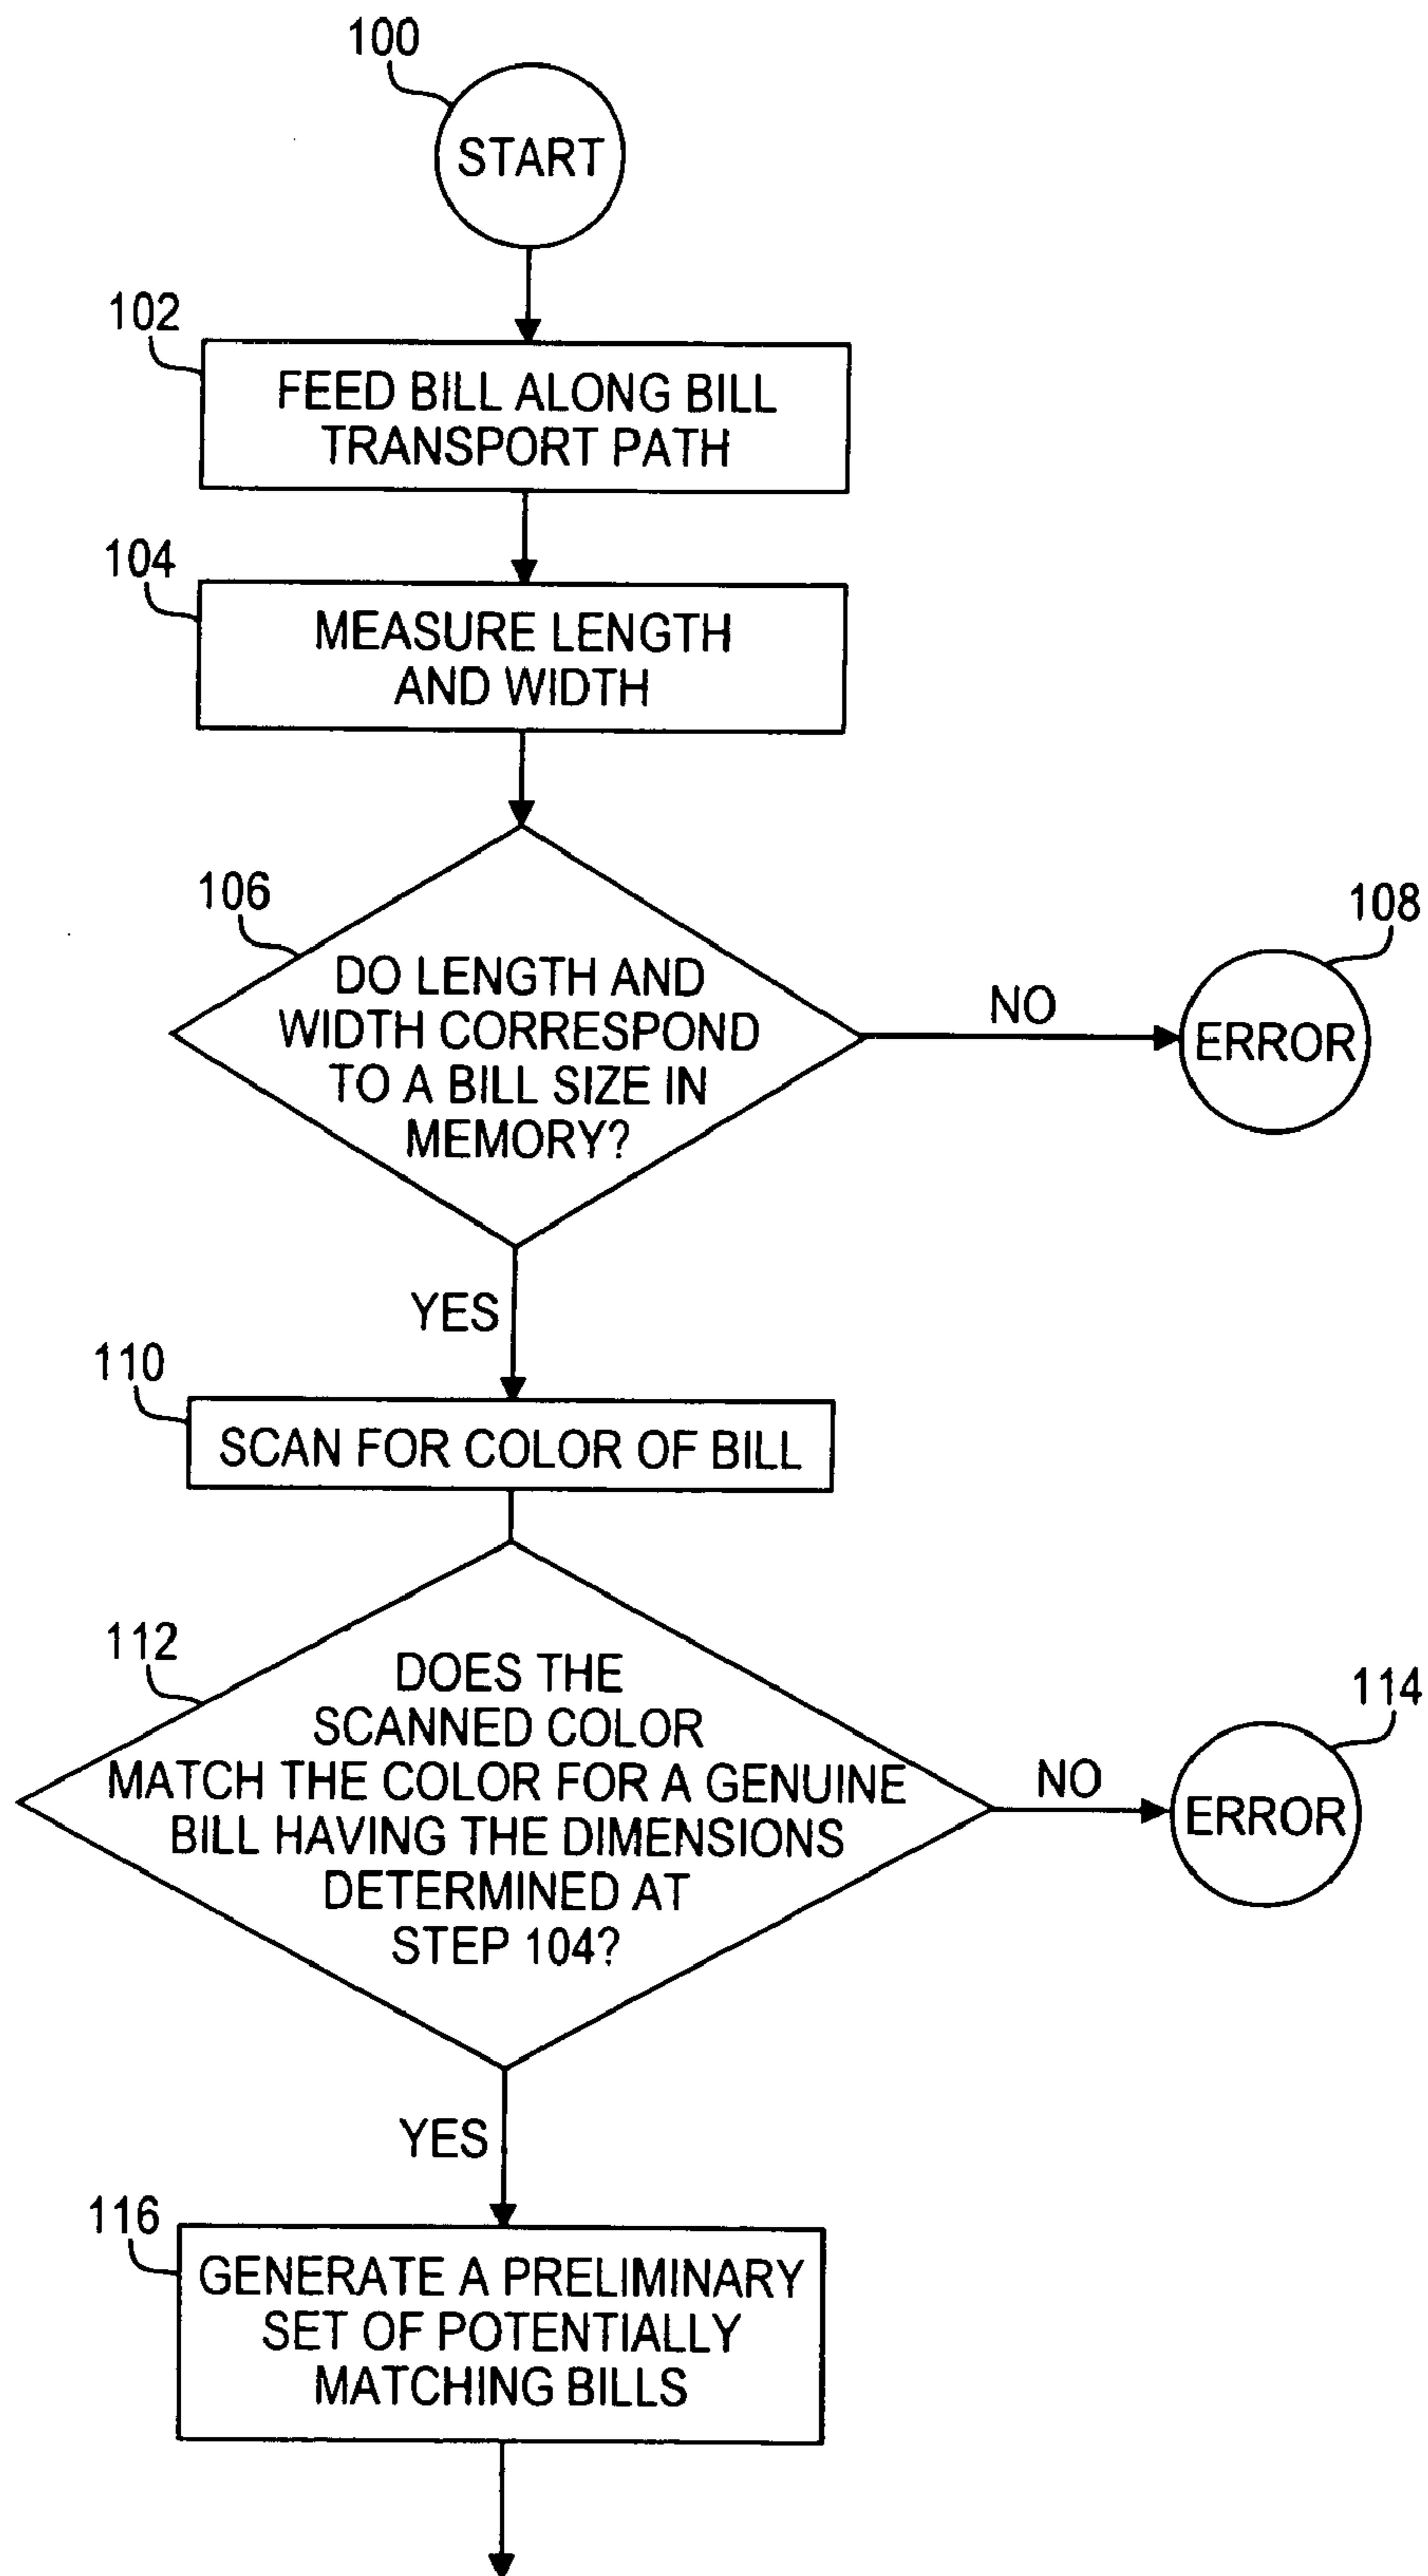 100
START
102
FEED BILL ALONG BILL
TRANSPORT PATH
104
MEASURE LENGTH
AND WIDTH
106
DO LENGTH AND
WIDTH CORRESPOND
TO A BILL SIZE IN
MEMORY?
NO
108
ERROR
YES
110
SCAN FOR COLOR OF BILL
112
DOES THE
SCANNED COLOR
MATCH THE COLOR FOR A GENUINE
BILL HAVING THE DIMENSIONS
DETERMINED AT
STEP 104?
NO
114
ERROR
YES
116
GENERATE A PRELIMINARY
SET OF POTENTIALLY
MATCHING BILLS